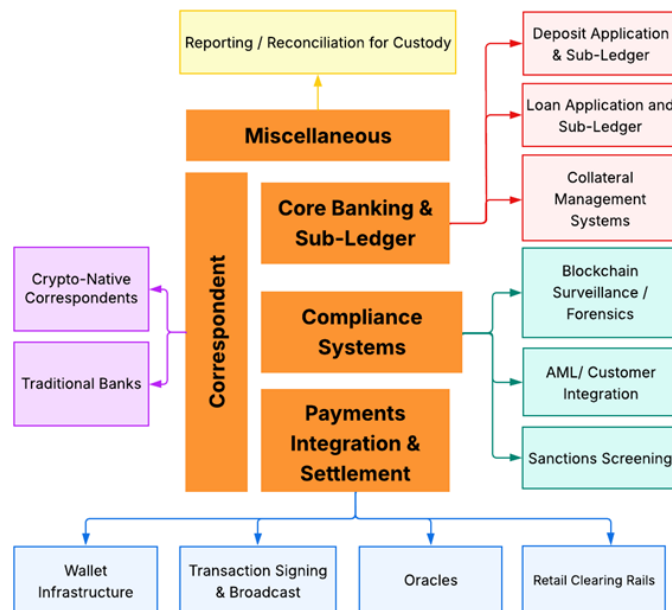 Reporting / Reconciliation for Custody
Deposit Application
& Sub-Ledger
Miscellaneous
Loan Application and
Sub-Ledger
Core Banking &
Sub-Ledger
Collateral
Management
Systems
Correspondent
Crypto-Native
Correspondents
Traditional Banks
Compliance
Systems
Blockchain
Surveillance /
Forensics
AML/ Customer
Integration
Sanctions Screening
Payments
Integration &
Settlement
Wallet
Infrastructure
Transaction Signing
& Broadcast
Oracles
Retail Clearing Rails